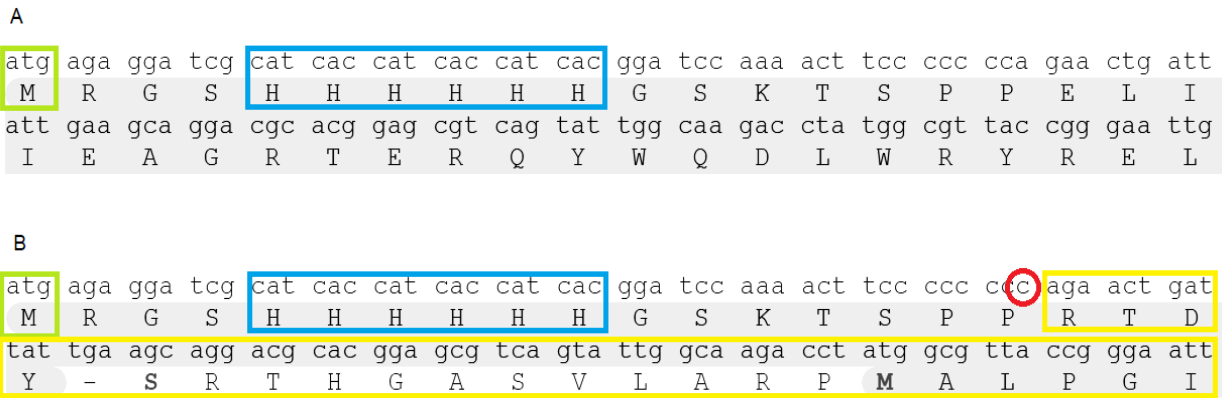 A
atg aga gga tcg cat cac cat cac cat cac gga tcc aaa act tcc ccc cca gaa ctg att
M R G S H H H H H H G S K T S P P E L I
att gaa gca gga cgc acg gag cgt cag tat tgg caa gac cta tgg cgt tac cgg gaa ttg
I E A G R T E R Q Y W Q D L W R Y R E L
B
atg aga gga tcg cat cac cat cac cat cac gga tcc aaa act tcc ccc ccc aga act gat
M R G S H H H H H H G S K T S P P R T D
tat tga agc agg acg cac gga gcg tca gta ttg gca aga cct atg gcg tta ccg gga att
Y - S R T H G A S V L A R P M A L P G I